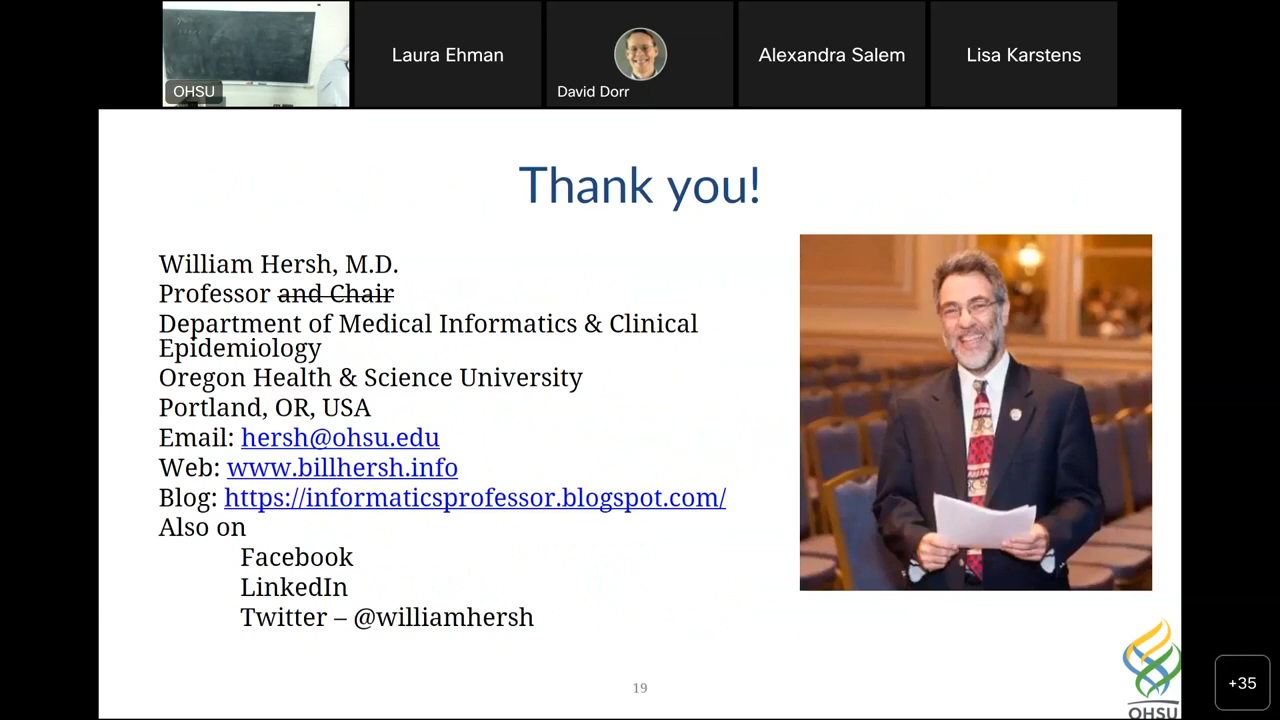 OHSU
Laura Ehman
David Dorr
Alexandra Salem
Lisa Karstens
Thank you!
William Hersh, M.D.
Professor and Chair
Department of Medical Informatics & Clinical
Epidemiology
Oregon Health & Science University
Portland, OR, USA
Email: hersh@ohsu.edu
Web: www.billhersh.info
Blog: https://informaticsprofessor.blogspot.com/
Also on
Facebook
LinkedIn
Twitter – @williamhersh
19
OHSU
+35